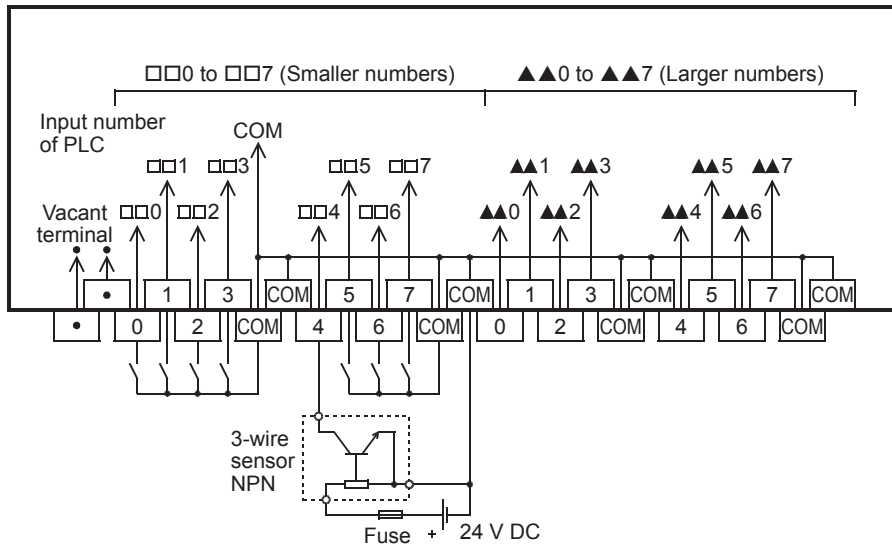 □□0 to □□7 (Smaller numbers) ▲▲0 to ▲▲7 (Larger numbers)
Input number
of PLC
COM
□□1 □□3 □□5 □□7 ▲▲1 ▲▲3 ▲▲5 ▲▲7
Vacant
terminal
□□0 □□2 □□4 □□6 ▲▲0 ▲▲2 ▲▲4 ▲▲6
• 1 3 COM 5 7 COM 1 3 COM 5 7 COM
• 0 2 COM 4 6 COM 0 2 COM 4 6 COM
3-wire
sensor
NPN
Fuse + 24 V DC